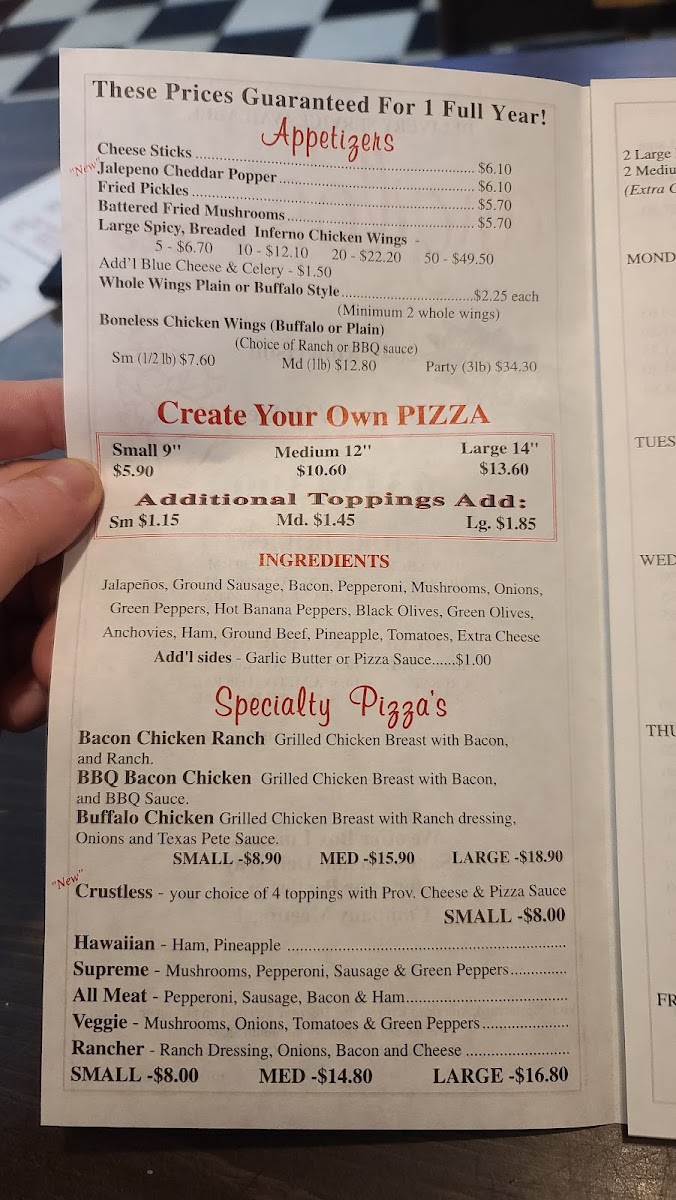 These Prices Guaranteed For 1 Full Year!
Appetizers
Cheese Sticks ........ $6.10
"New" Jalepeno Cheddar Popper ........ $6.10
Fried Pickles ........ $5.70
Battered Fried Mushrooms ........ $5.70
Large Spicy, Breaded Inferno Chicken Wings -
5 - $6.70 10 - $12.10 20 - $22.20 50 - $49.50
Add'l Blue Cheese & Celery - $1.50
Whole Wings Plain or Buffalo Style ........ $2.25 each
(Minimum 2 whole wings)
Boneless Chicken Wings (Buffalo or Plain)
(Choice of Ranch or BBQ sauce)
Sm (1/2 lb) $7.60 Md (1lb) $12.80 Party (3lb) $34.30
Create Your Own PIZZA
Small 9" Medium 12" Large 14"
$5.90 $10.60 $13.60
Additional Toppings Add:
Sm $1.15 Md. $1.45 Lg. $1.85
INGREDIENTS
Jalapeños, Ground Sausage, Bacon, Pepperoni, Mushrooms, Onions,
Green Peppers, Hot Banana Peppers, Black Olives, Green Olives,
Anchovies, Ham, Ground Beef, Pineapple, Tomatoes, Extra Cheese
Add'l sides - Garlic Butter or Pizza Sauce......$1.00
Specialty Pizza's
Bacon Chicken Ranch Grilled Chicken Breast with Bacon,
and Ranch.
BBQ Bacon Chicken Grilled Chicken Breast with Bacon,
and BBQ Sauce.
Buffalo Chicken Grilled Chicken Breast with Ranch dressing,
Onions and Texas Pete Sauce.
SMALL -$8.90 MED -$15.90 LARGE -$18.90
"New" Crustless - your choice of 4 toppings with Prov. Cheese & Pizza Sauce
SMALL -$8.00
Hawaiian - Ham, Pineapple ........
Supreme - Mushrooms, Pepperoni, Sausage & Green Peppers........
All Meat - Pepperoni, Sausage, Bacon & Ham........
Veggie - Mushrooms, Onions, Tomatoes & Green Peppers........
Rancher - Ranch Dressing, Onions, Bacon and Cheese ........
SMALL -$8.00 MED -$14.80 LARGE -$16.80
2 Large
2 Mediu
(Extra C
MOND
TUES
WED
THU
FR